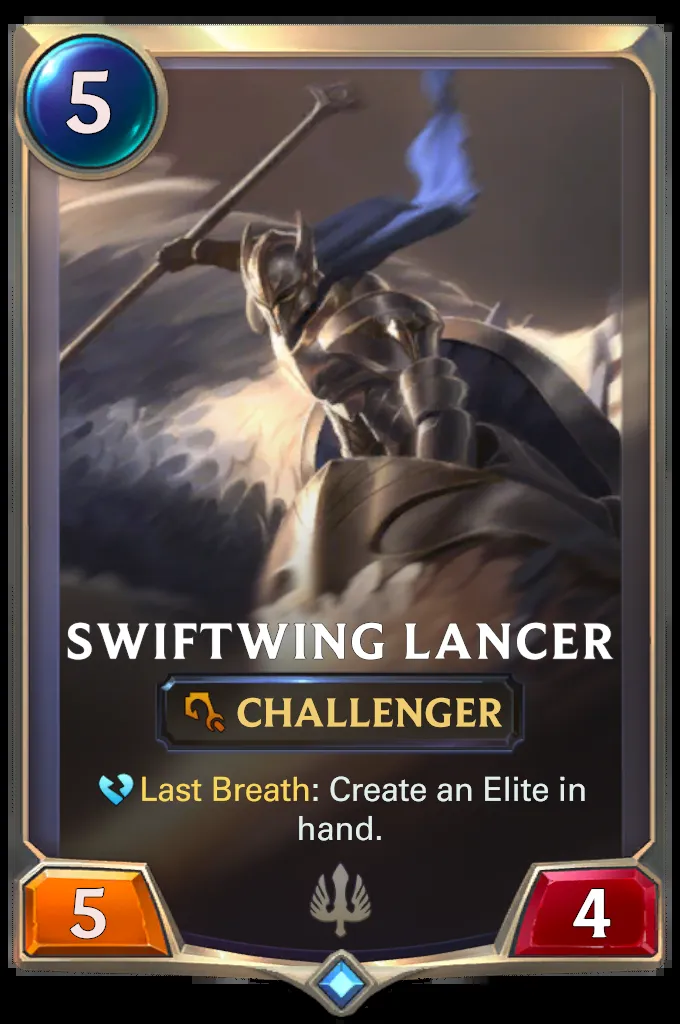 5
SWIFTWING LANCER
CHALLENGER
Last Breath: Create an Elite in
hand.
5
4